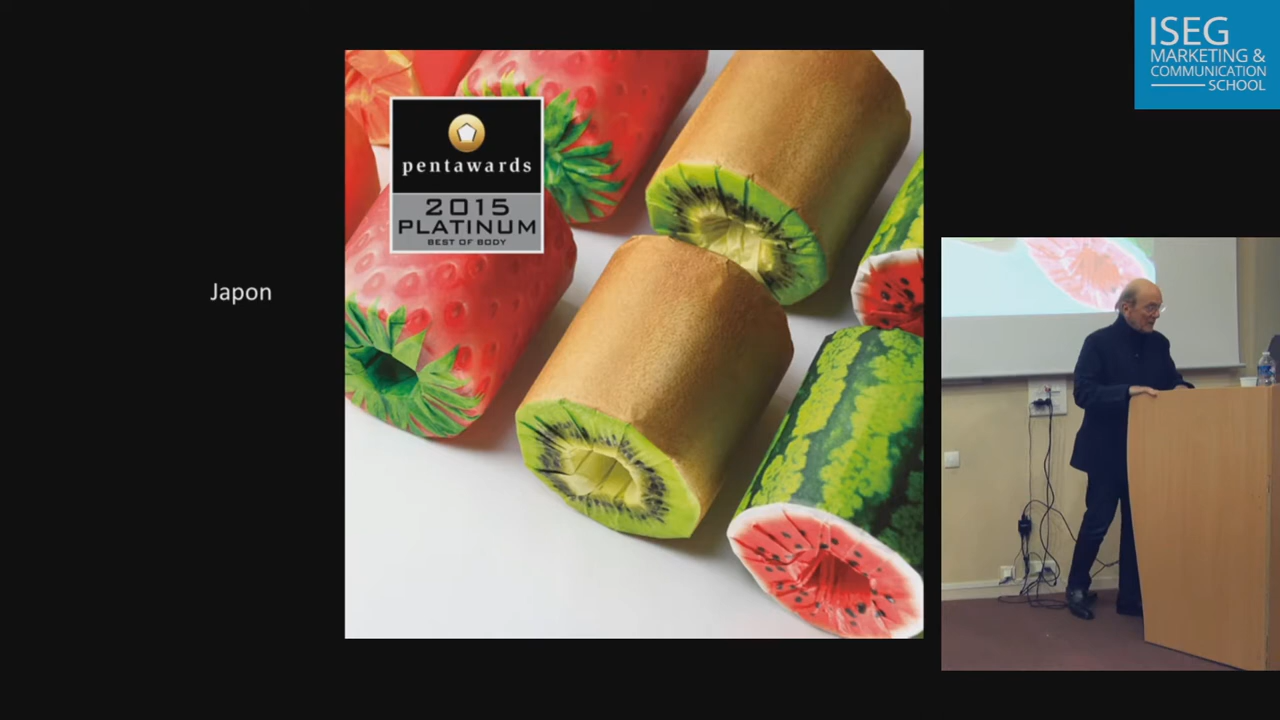 ISEG
MARKETING &
COMMUNICATION
SCHOOL
pentawards
2015
PLATINUM
BEST OF BODY
Japon